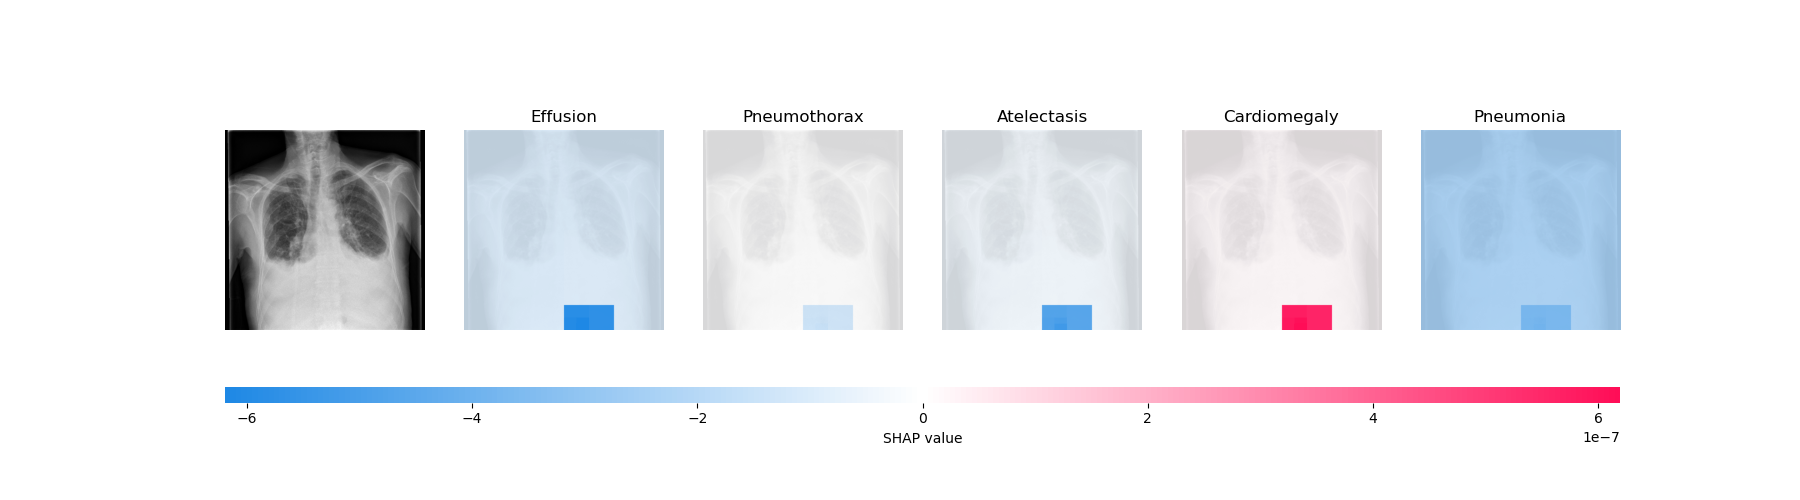 Effusion Pneumothorax Atelectasis Cardiomegaly Pneumonia
−6 −4 −2 0 2 4 6
SHAP value
1e−7